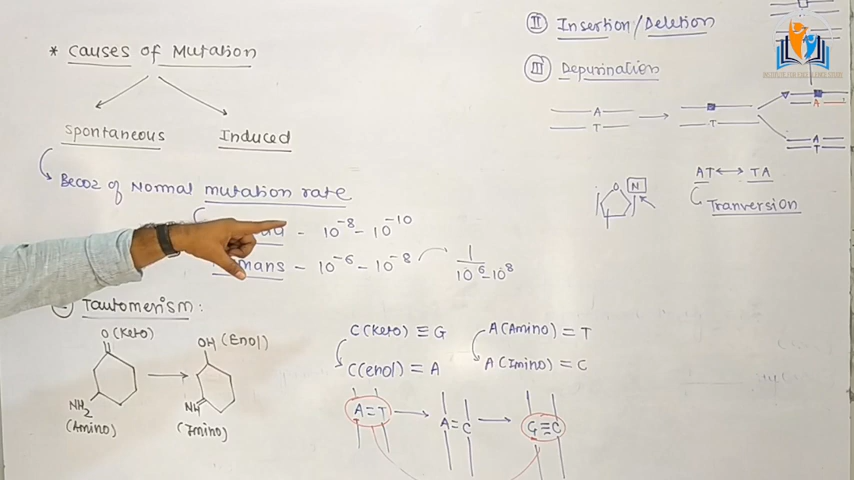 * Causes of Mutation
Spontaneous
Induced
Becoz of Normal mutation rate
- 10⁻⁸ - 10⁻¹⁰
- 10⁻⁶ - 10⁻⁸
1
10⁶-10⁸
Tautomerism:
O (Keto)
NH₂
(Amino)
OH (Enol)
NH
(Imino)
C(Keto) ≡ G
C(enol) = A
A(Amino) = T
A(Imino) = C
A = T
A = C
G ≡ C
II Insertion / Deletion
III Depurination
A
T
T
A
A
T
O N
AT ↔ TA
Tranversion